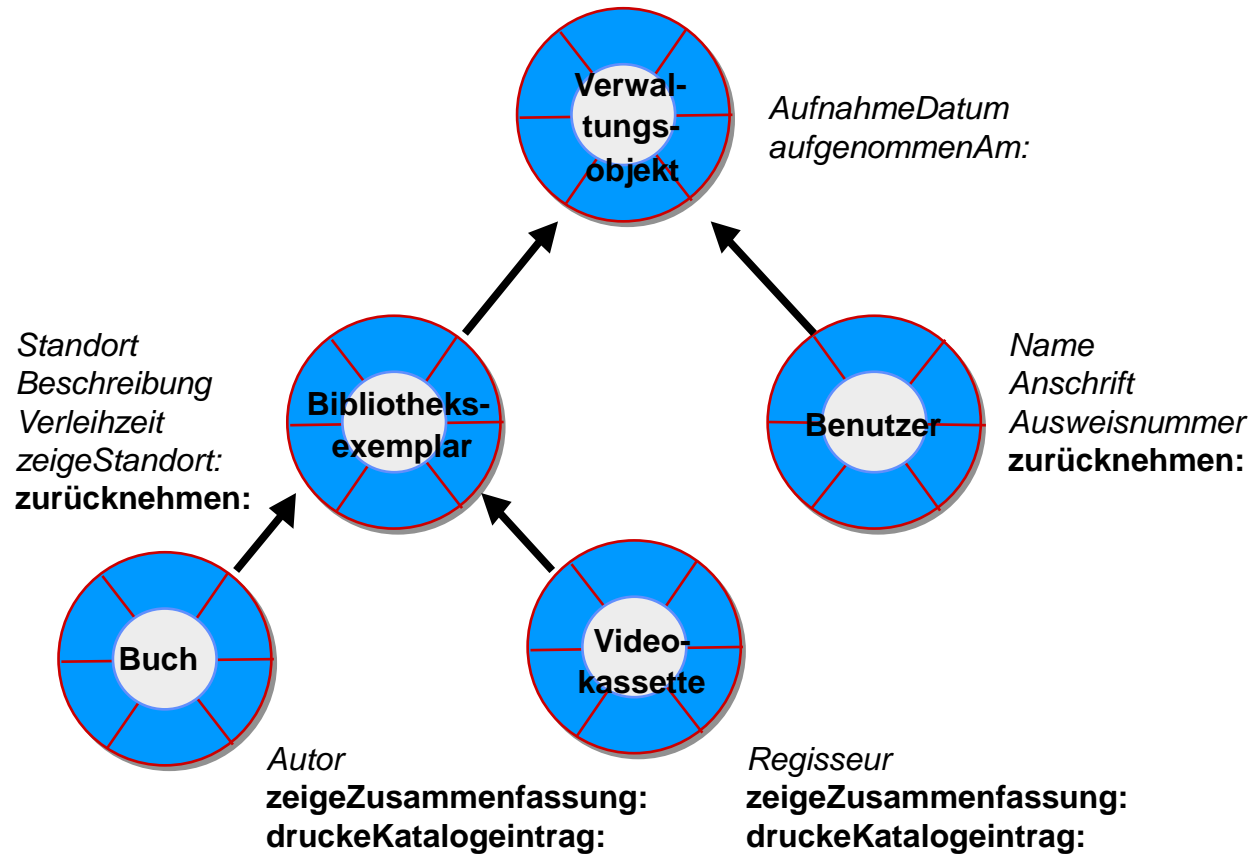 Verwal-
tungs-
objekt
AufnahmeDatum
aufgenommenAm:
Standort
Beschreibung
Verleihzeit
zeigeStandort:
zurücknehmen:
Bibliotheks-
exemplar
Benutzer
Name
Anschrift
Ausweisnummer
zurücknehmen:
Buch
Autor
zeigeZusammenfassung:
druckeKatalogeintrag:
Video-
kassette
Regisseur
zeigeZusammenfassung:
druckeKatalogeintrag: